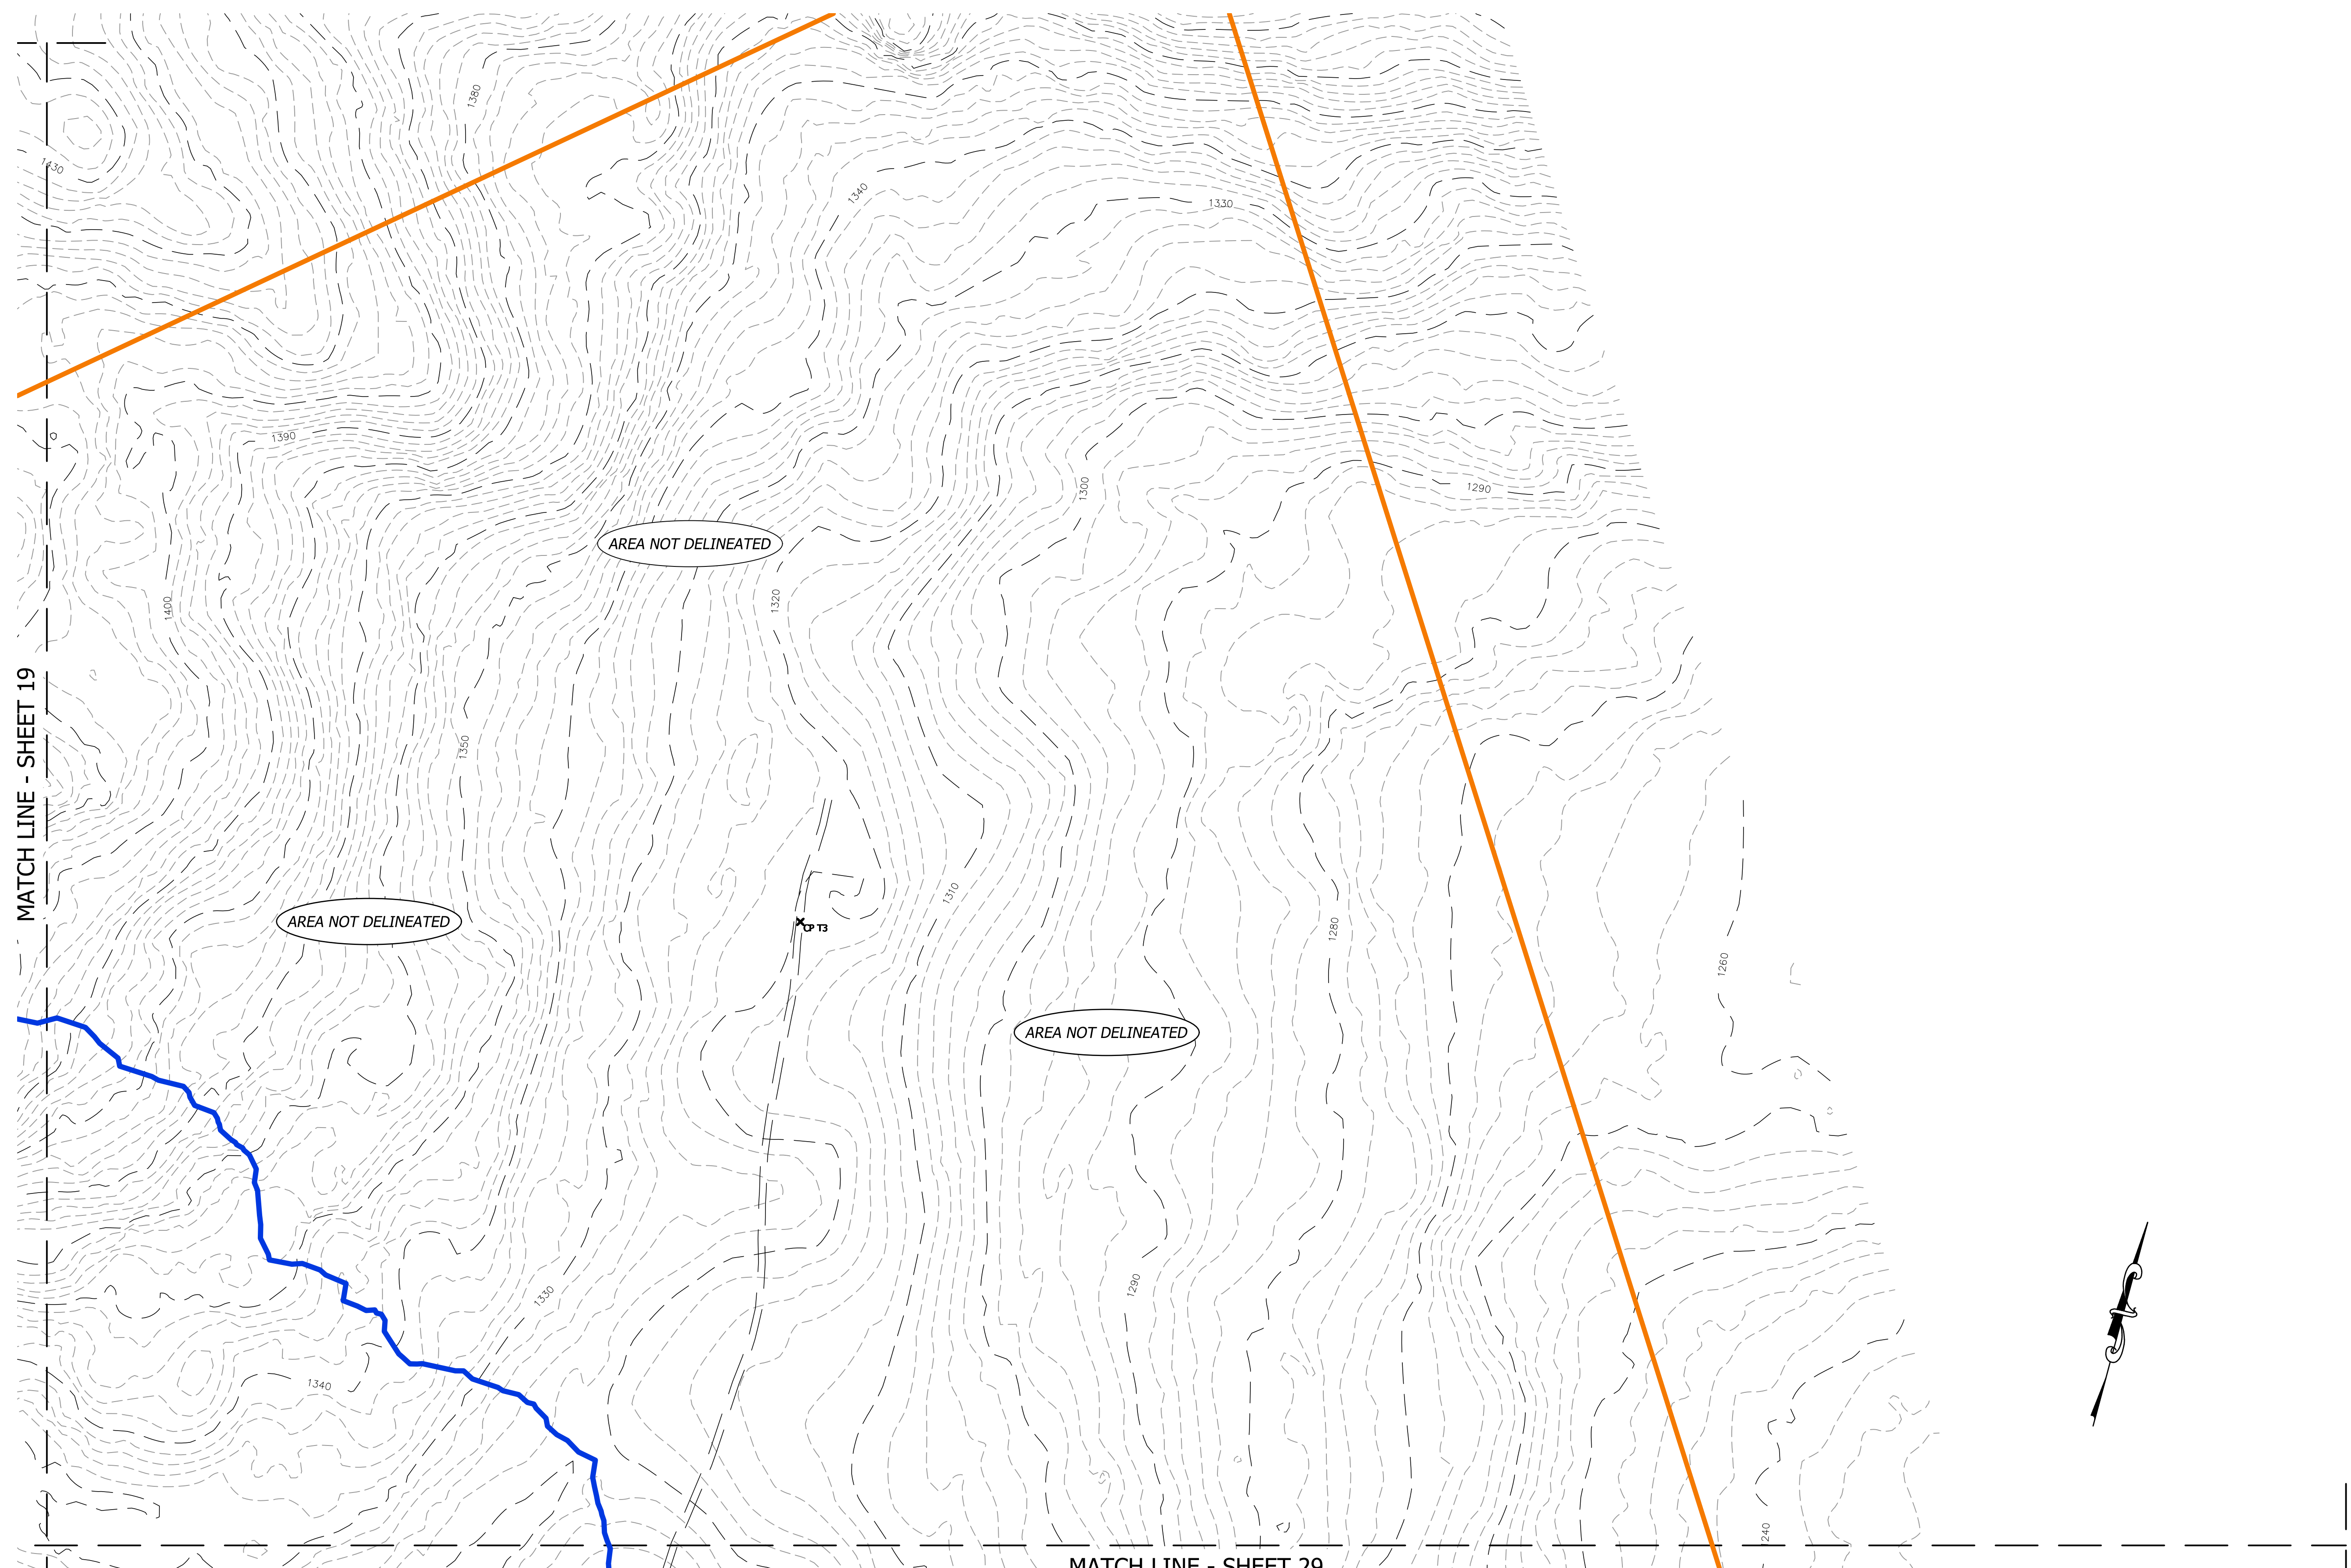 1380
1430
1340
1330
1390
1290
1300
AREA NOT DELINEATED
1320
1400
MATCH LINE - SHEET 19
1350
1310
AREA NOT DELINEATED
CP T3
1280
1260
AREA NOT DELINEATED
1290
1330
1340
1240
MATCH LINE - SHEET 29